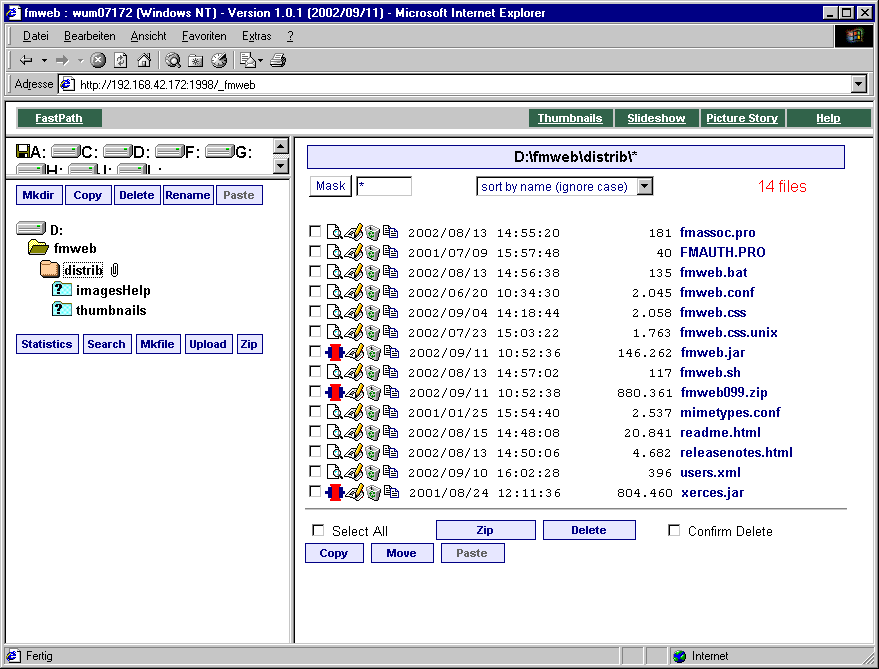 fmweb : wum07172 (Windows NT) - Version 1.0.1 (2002/09/11) - Microsoft Internet Explorer
Datei Bearbeiten Ansicht Favoriten Extras ?
Adresse http://192.168.42.172:1998/_fmweb
FastPath Thumbnails Slideshow Picture Story Help
A: C: D: F: G:
H: I: L:
Mkdir Copy Delete Rename Paste
D:
fmweb
distrib
imagesHelp
thumbnails
Statistics Search Mkfile Upload Zip
D:\fmweb\distrib\*
Mask * sort by name (ignore case) 14 files
2002/08/13 14:55:20 181 fmassoc.pro
2001/07/09 15:57:48 40 FMAUTH.PRO
2002/08/13 14:56:38 135 fmweb.bat
2002/06/20 10:34:30 2.045 fmweb.conf
2002/09/04 14:18:44 2.058 fmweb.css
2002/07/23 15:03:22 1.763 fmweb.css.unix
2002/09/11 10:52:36 146.262 fmweb.jar
2002/08/13 14:57:02 117 fmweb.sh
2002/09/11 10:52:38 880.361 fmweb099.zip
2001/01/25 15:54:40 2.537 mimetypes.conf
2002/08/15 14:48:08 20.841 readme.html
2002/08/13 14:50:06 4.682 releasenotes.html
2002/09/10 16:02:28 396 users.xml
2001/08/24 12:11:36 804.460 xerces.jar
Select All Zip Delete Confirm Delete
Copy Move Paste
Fertig Internet